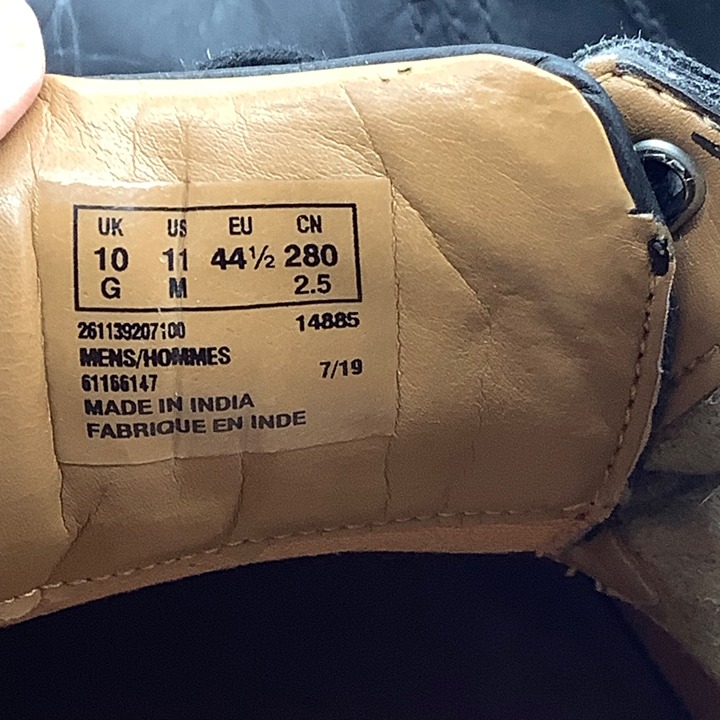 UK US EU CN
10 11 44½ 280
G M 2.5
261139207100 14885
MENS/HOMMES
61166147 7/19
MADE IN INDIA
FABRIQUE EN INDE